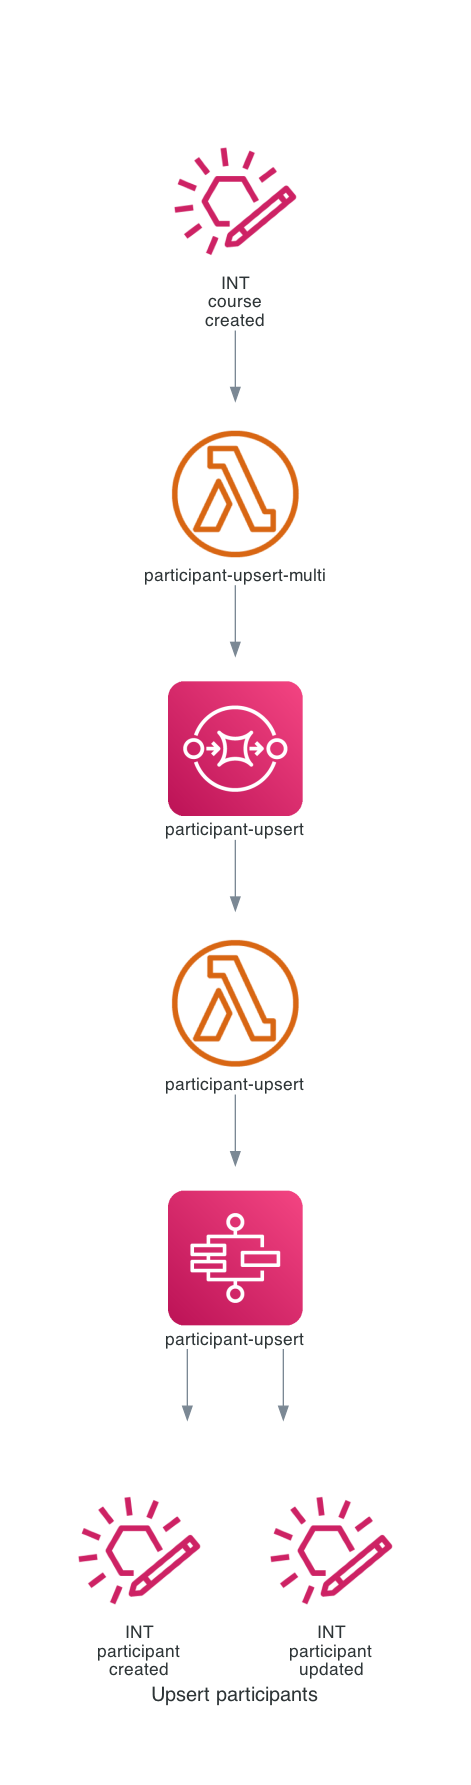 INT
course
created
participant-upsert-multi
participant-upsert
participant-upsert
participant-upsert
INT
participant
created
INT
participant
updated
Upsert participants